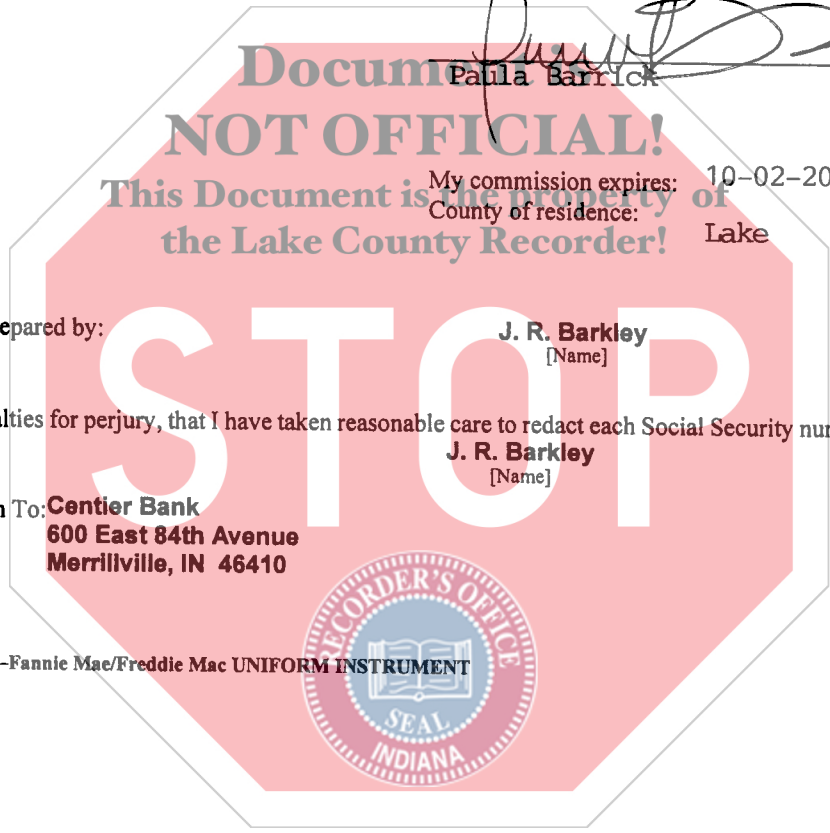 Paula Barrick
Document is
NOT OFFICIAL!
This Document is the property of
the Lake County Recorder!
My commission expires: 10-02-20
County of residence:
Lake
STOP
epared by:
J. R. Barkley
[Name]
lties for perjury, that I have taken reasonable care to redact each Social Security nur
J. R. Barkley
[Name]
n To: Centier Bank
600 East 84th Avenue
Merrillville, IN 46410
-Fannie Mae/Freddie Mac UNIFORM INSTRUMENT
RECORDER'S OFFICE
SEAL
INDIANA